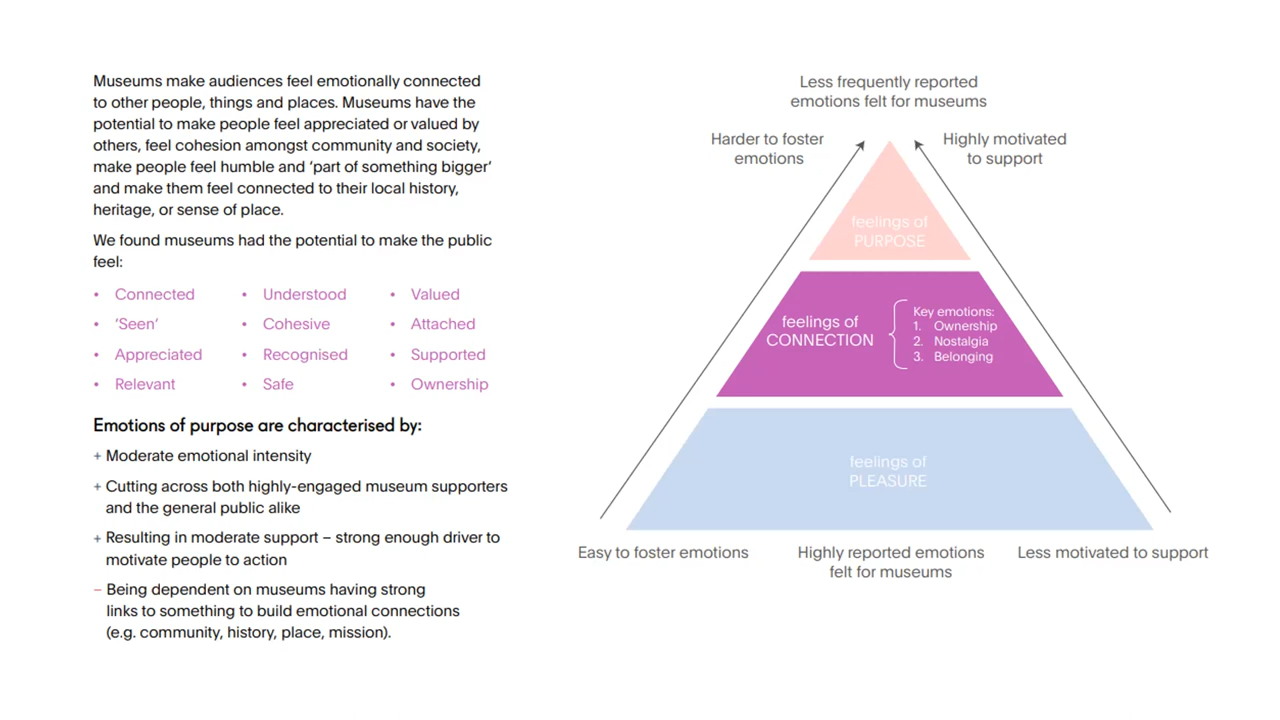 Museums make audiences feel emotionally connected
to other people, things and places. Museums have the
potential to make people feel appreciated or valued by
others, feel cohesion amongst community and society,
make people feel humble and ‘part of something bigger’
and make them feel connected to their local history,
heritage, or sense of place.
We found museums had the potential to make the public
feel:
• Connected
• ‘Seen’
• Appreciated
• Relevant
• Understood
• Cohesive
• Recognised
• Safe
• Valued
• Attached
• Supported
• Ownership
Emotions of purpose are characterised by:
+ Moderate emotional intensity
+ Cutting across both highly-engaged museum supporters
and the general public alike
+ Resulting in moderate support – strong enough driver to
motivate people to action
– Being dependent on museums having strong
links to something to build emotional connections
(e.g. community, history, place, mission).
Less frequently reported
emotions felt for museums
Harder to foster
emotions
Highly motivated
to support
feelings of
PURPOSE
feelings of
CONNECTION
Key emotions:
1. Ownership
2. Nostalgia
3. Belonging
feelings of
PLEASURE
Easy to foster emotions
Highly reported emotions
felt for museums
Less motivated to support